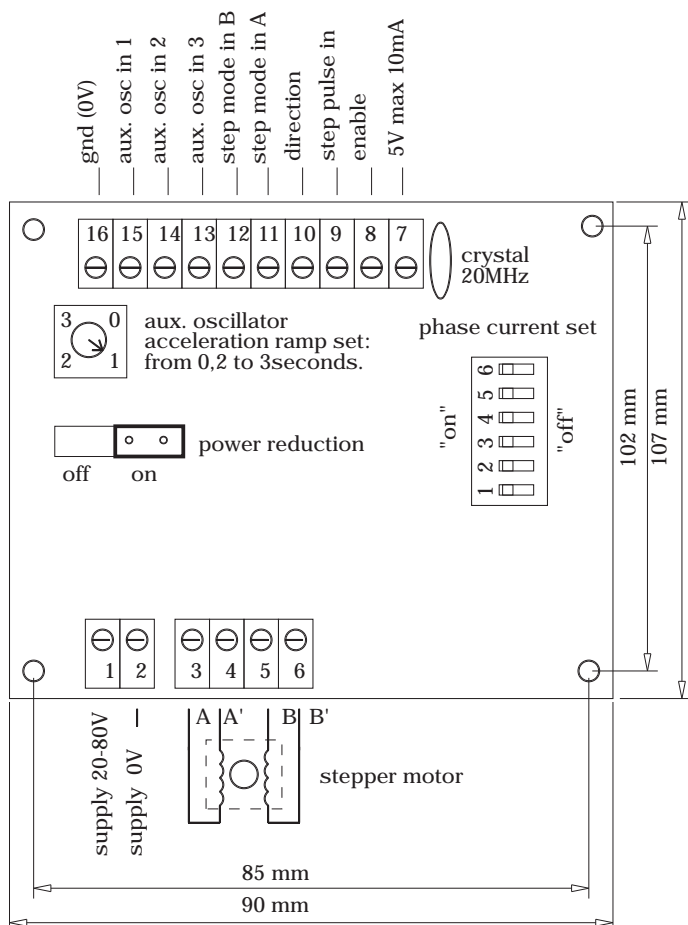 gnd (0V)
aux. osc in 1
aux. osc in 2
aux. osc in 3
step mode in B
step mode in A
direction
step pulse in
enable
5V max 10mA
16 15 14 13 12 11 10 9 8 7
crystal
20MHz
3 0
2 1
aux. oscillator
acceleration ramp set:
from 0,2 to 3seconds.
phase current set
"on"
6
5
4
3
2
1
"off"
power reduction
off on
102 mm
107 mm
1 2 3 4 5 6
A A' B B'
supply 20-80V
supply 0V
stepper motor
85 mm
90 mm